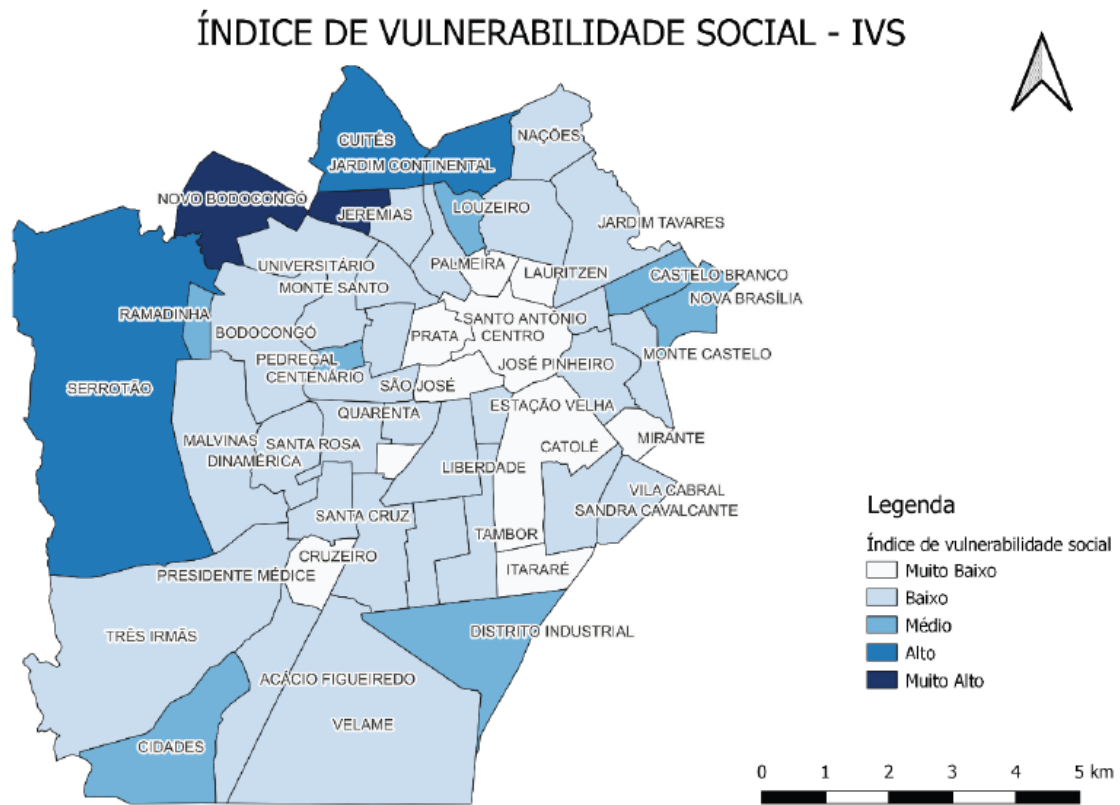 ÍNDICE DE VULNERABILIDADE SOCIAL - IVS
NAÇÕES
CUITÉS
JARDIM CONTINENTAL
NOVO BODOCONGÓ
JEREMIAS
LOUZEIRO
JARDIM TAVARES
UNIVERSITÁRIO
PALMEIRA
LAURITZEN
CASTELO BRANCO
MONTE SANTO
NOVA BRASÍLIA
RAMADINHA
BODOCONGÓ
PRATA
SANTO ANTÔNIO
CENTRO
PEDREGAL
JOSÉ PINHEIRO
MONTE CASTELO
CENTENÁRIO
SÃO JOSÉ
SERROTÃO
QUARENTA
ESTAÇÃO VELHA
MALVINAS
SANTA ROSA
CATOLÉ
MIRANTE
DINAMÉRICA
LIBERDADE
VILA CABRAL
SANDRA CAVALCANTE
SANTA CRUZ
TAMBOR
CRUZEIRO
PRESIDENTE MÉDICE
ITARARÉ
TRÊS IRMÃS
DISTRITO INDUSTRIAL
ACÁCIO FIGUEIREDO
VELAME
CIDADES
Legenda
Índice de vulnerabilidade social
Muito Baixo
Baixo
Médio
Alto
Muito Alto
0 1 2 3 4 5 km